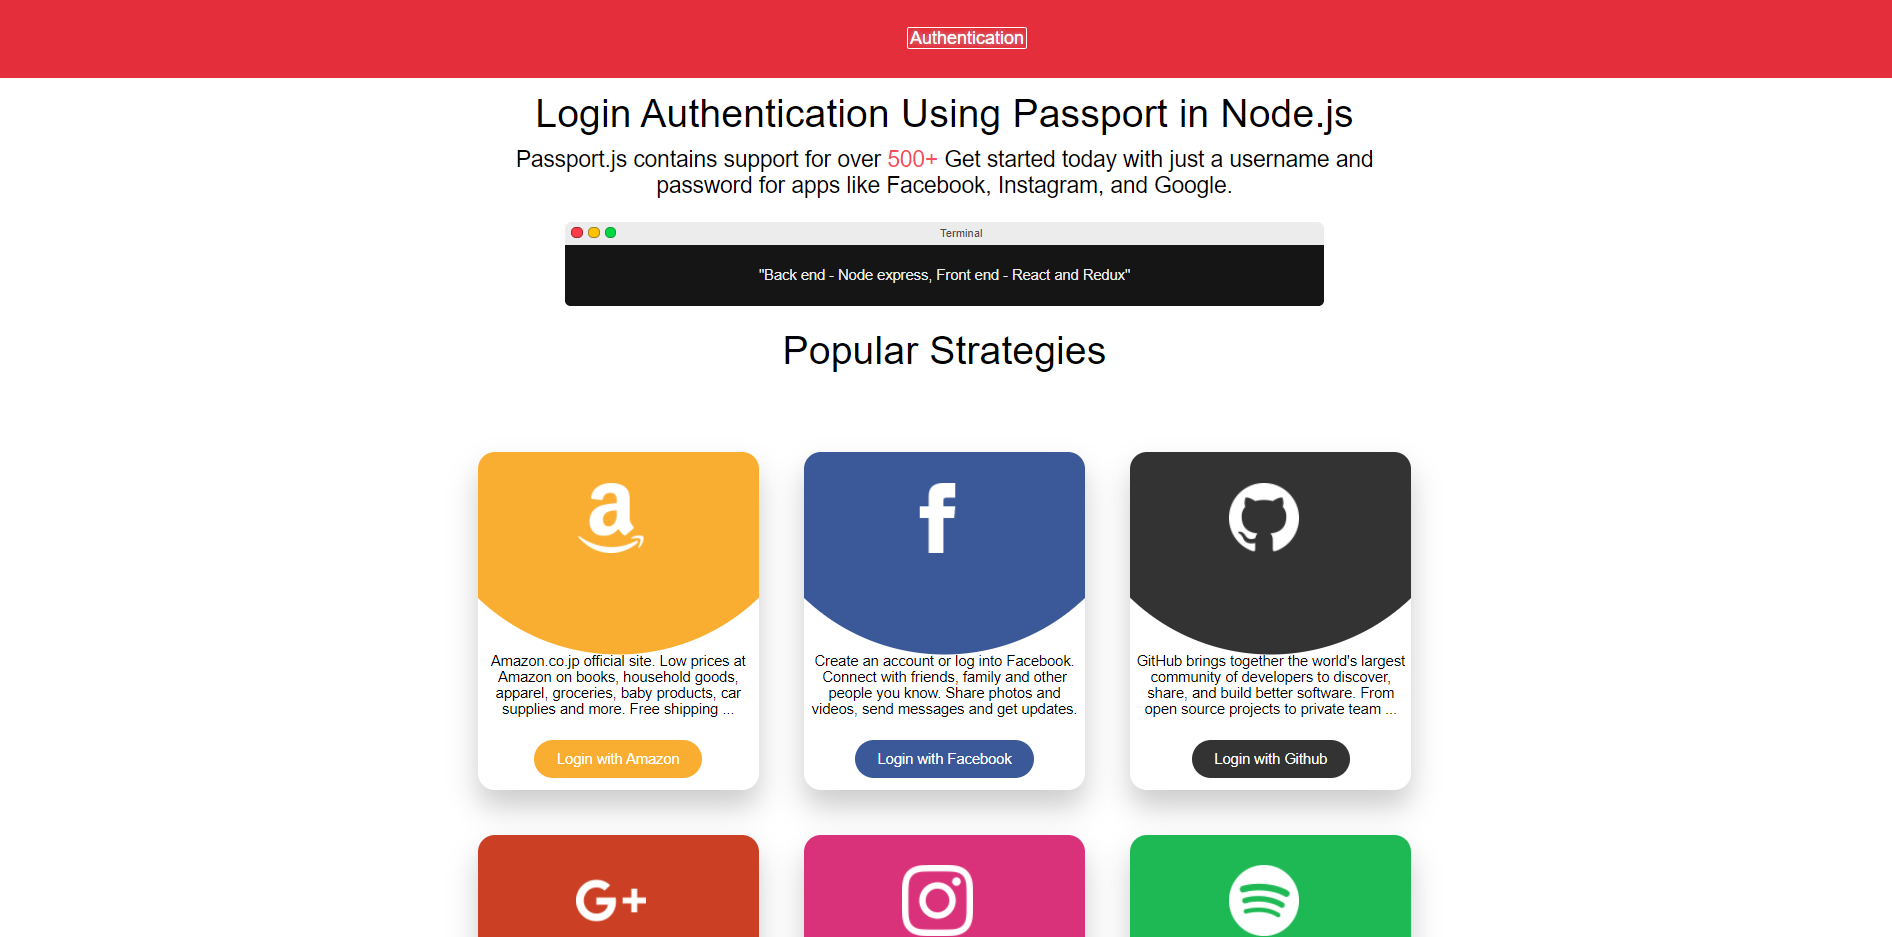 Authentication
Login Authentication Using Passport in Node.js
Passport.js contains support for over 500+ Get started today with just a username and
password for apps like Facebook, Instagram, and Google.
Terminal
"Back end - Node express, Front end - React and Redux"
Popular Strategies
Amazon.co.jp official site. Low prices at
Amazon on books, household goods,
apparel, groceries, baby products, car
supplies and more. Free shipping ...
Login with Amazon
Create an account or log into Facebook.
Connect with friends, family and other
people you know. Share photos and
videos, send messages and get updates.
Login with Facebook
GitHub brings together the world's largest
community of developers to discover,
share, and build better software. From
open source projects to private team ...
Login with Github
G+